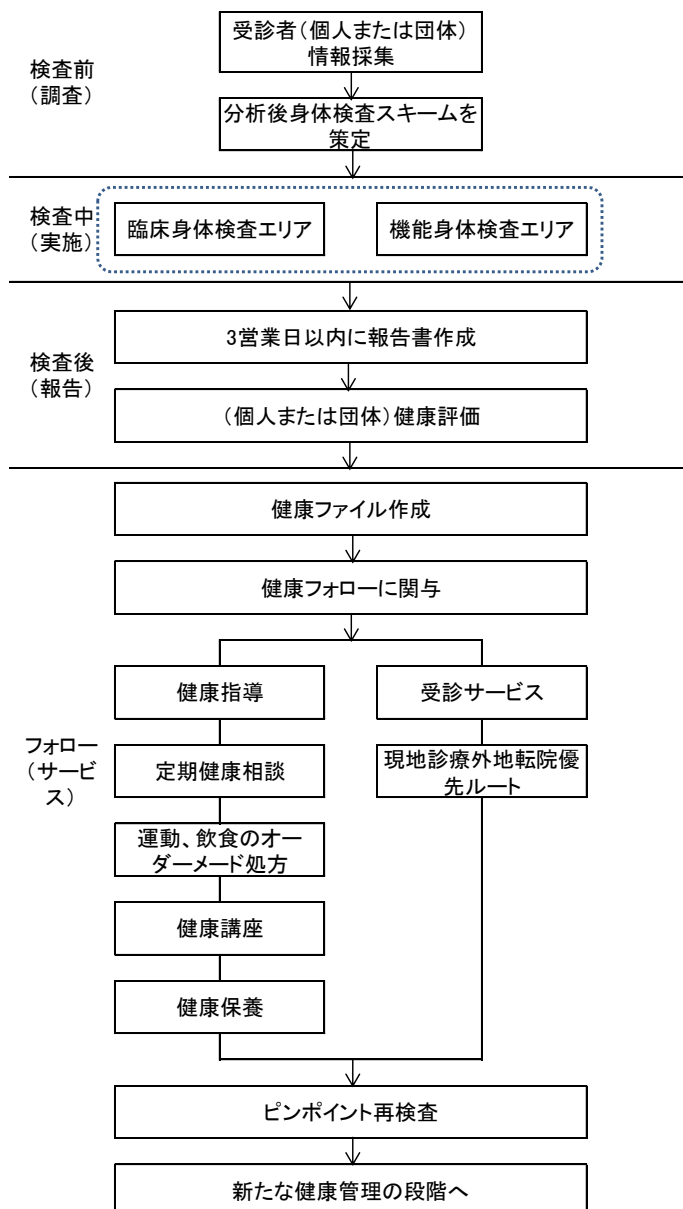 受診者（個人または団体）
情報採集
検査前
（調査）
分析後身体検査スキームを
策定
検査中
（実施）
臨床身体検査エリア
機能身体検査エリア
3営業日以内に報告書作成
検査後
（報告）
（個人または団体）健康評価
健康ファイル作成
健康フォローに関与
健康指導
受診サービス
フォロー
（サービ
ス）
定期健康相談
現地診療外地転院優
先ルート
運動、飲食のオー
ダーメード処方
健康講座
健康保養
ピンポイント再検査
新たな健康管理の段階へ